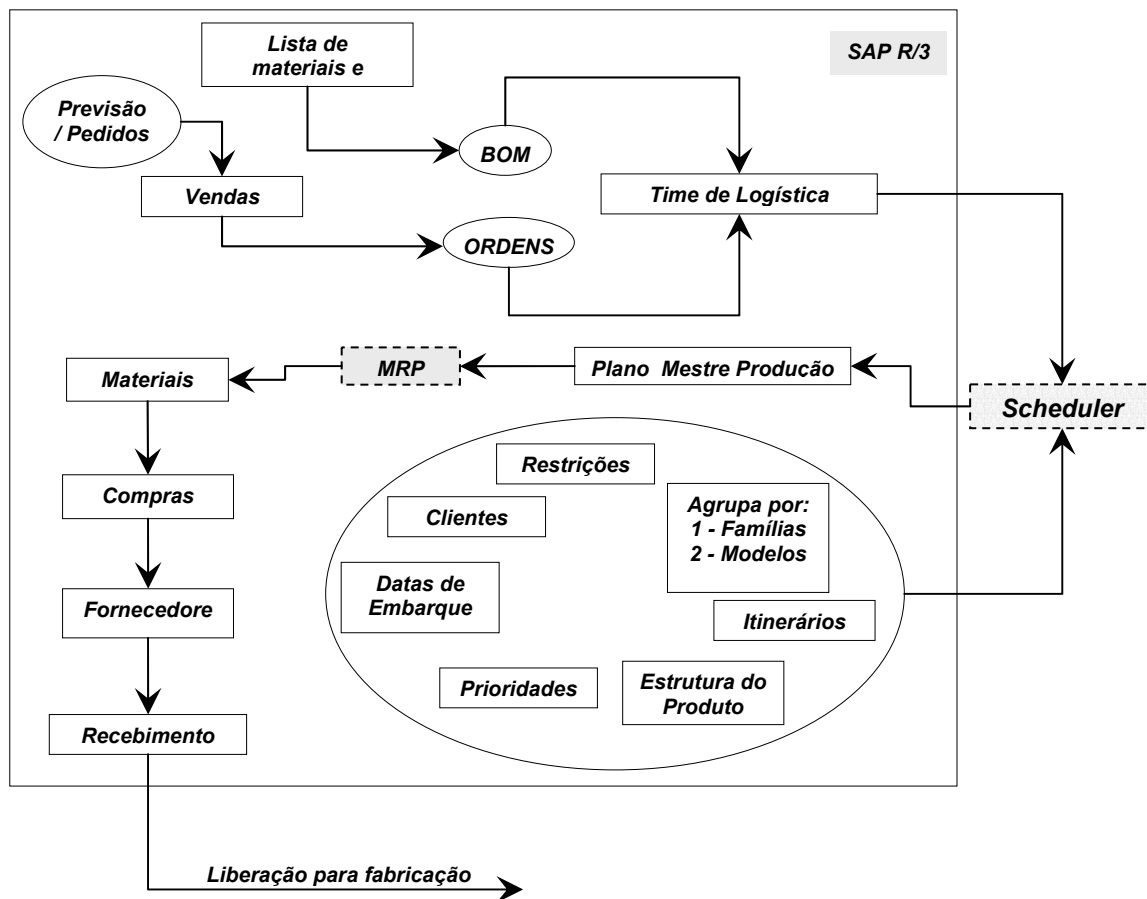 Lista de
materiais e
SAP R/3
Previsão
/ Pedidos
BOM
Vendas
Time de Logística
ORDENS
Materiais
MRP
Plano Mestre Produção
Scheduler
Restrições
Compras
Clientes
Agrupa por:
1 - Famílias
2 - Modelos
Datas de
Embarque
Fornecedore
Itinerários
Prioridades
Estrutura do
Produto
Recebimento
Liberação para fabricação